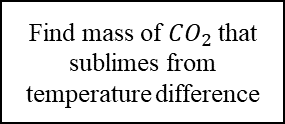 Find mass of CO₂ that
sublimes from
temperature difference